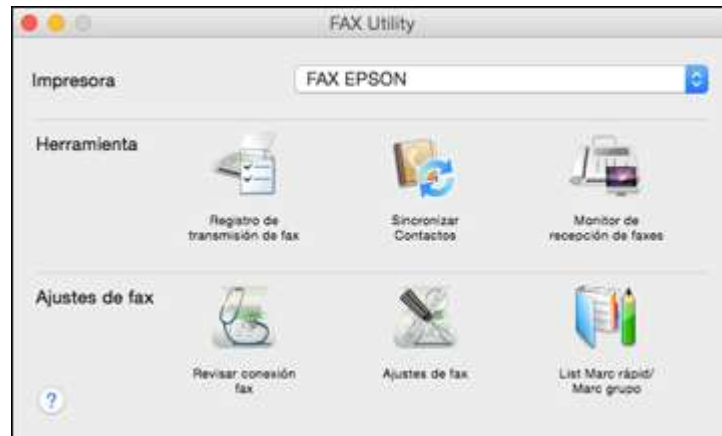 FAX Utility
Impresora
FAX EPSON
Herramienta
Registro de
transmisión de fax
Sincronizar
Contactos
Monitor de
recepción de faxes
Ajustes de fax
Revisar conexión
fax
Ajustes de fax
List Marc rápid/
Marc grupo
?